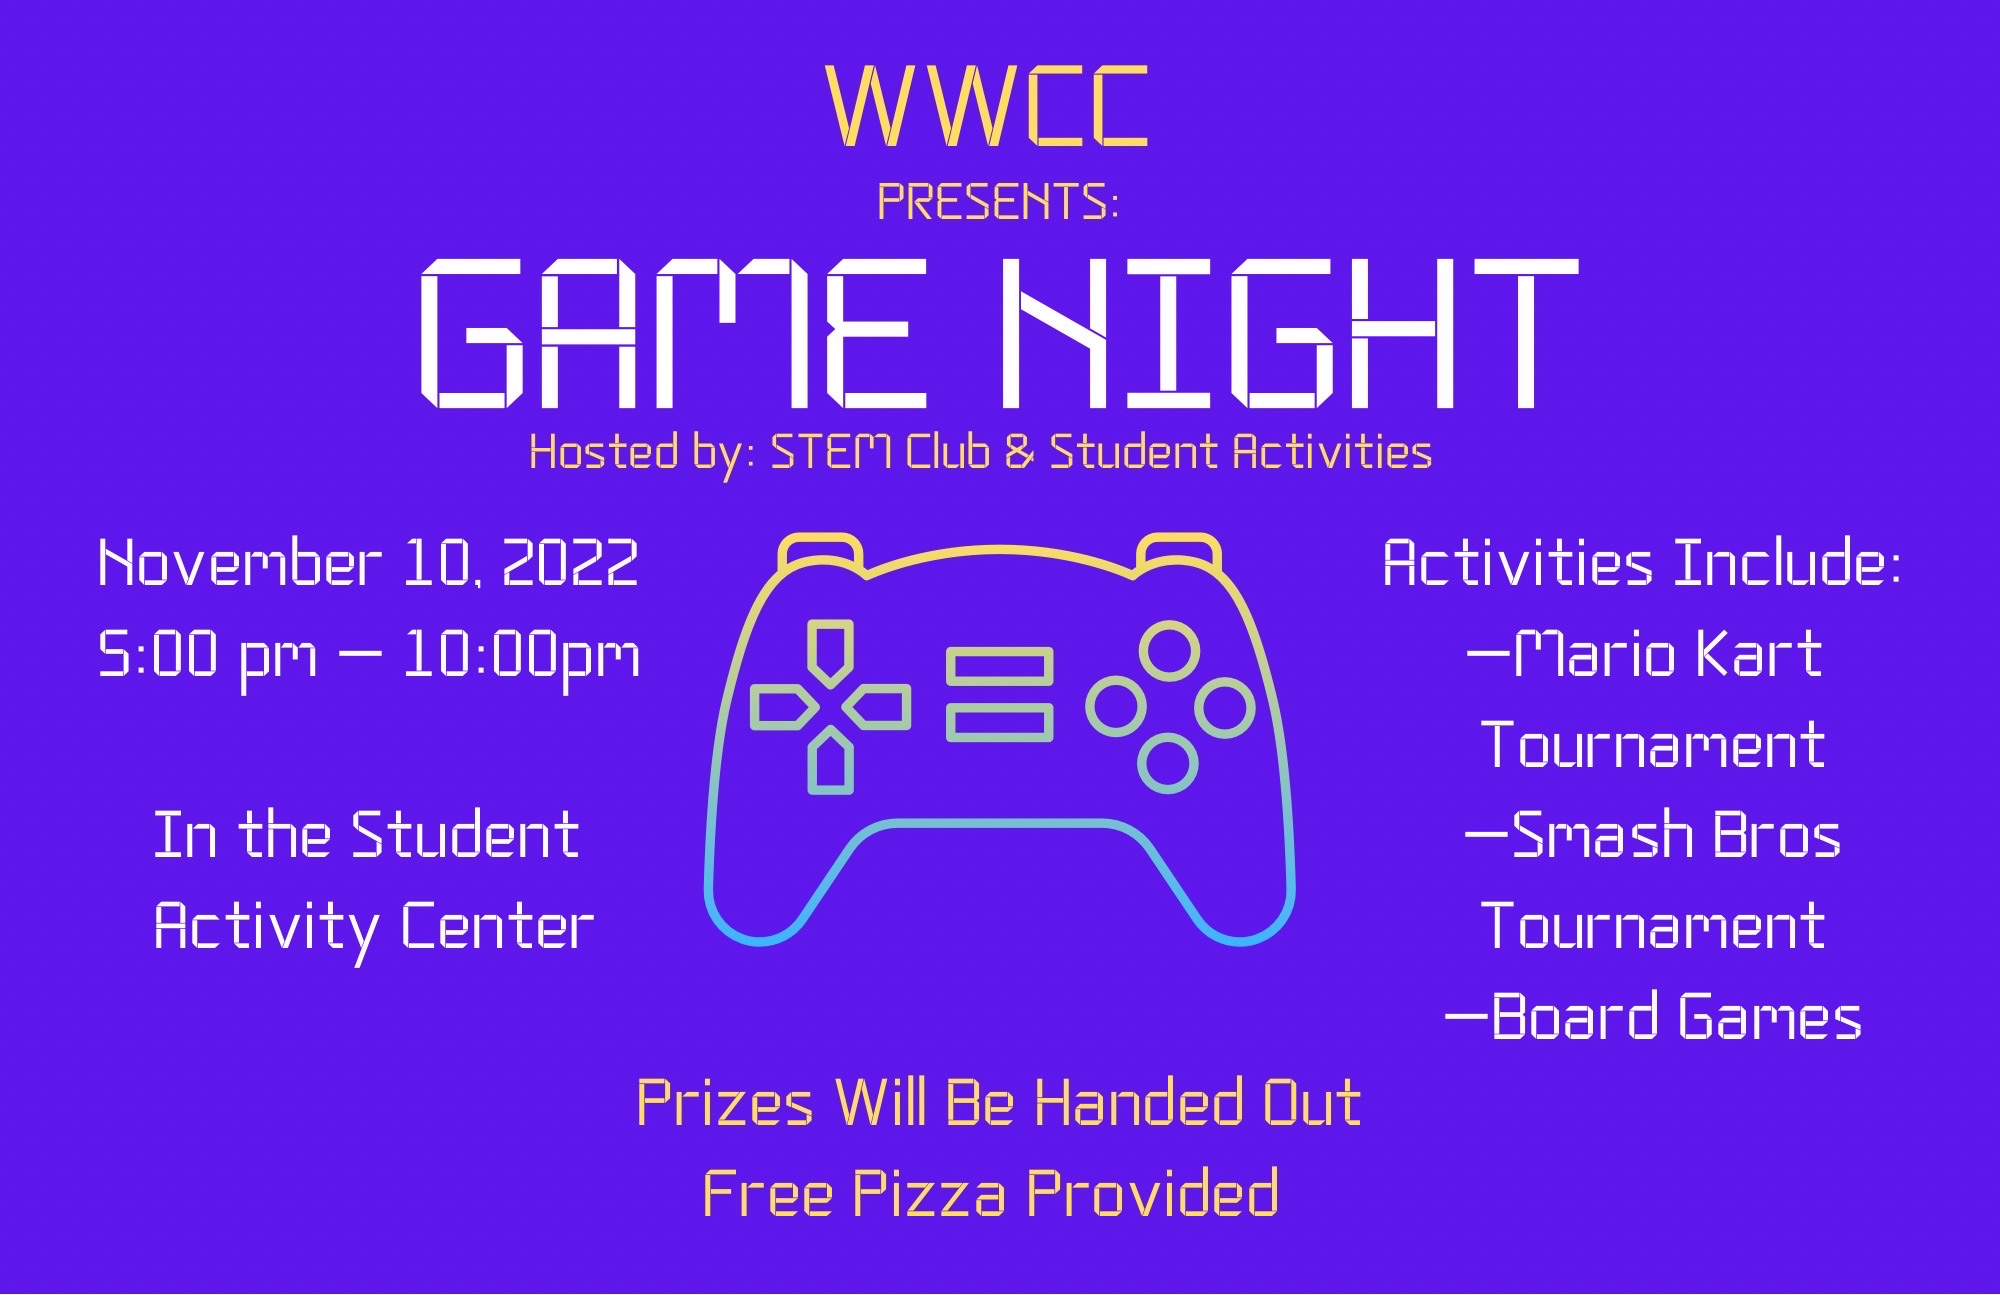 WWCC
PRESENTS:
GAME NIGHT
Hosted by: STEM Club & Student Activities
November 10, 2022
5:00 pm – 10:00pm
In the Student
Activity Center
Activities Include:
–Mario Kart
Tournament
–Smash Bros
Tournament
–Board Games
Prizes Will Be Handed Out
Free Pizza Provided